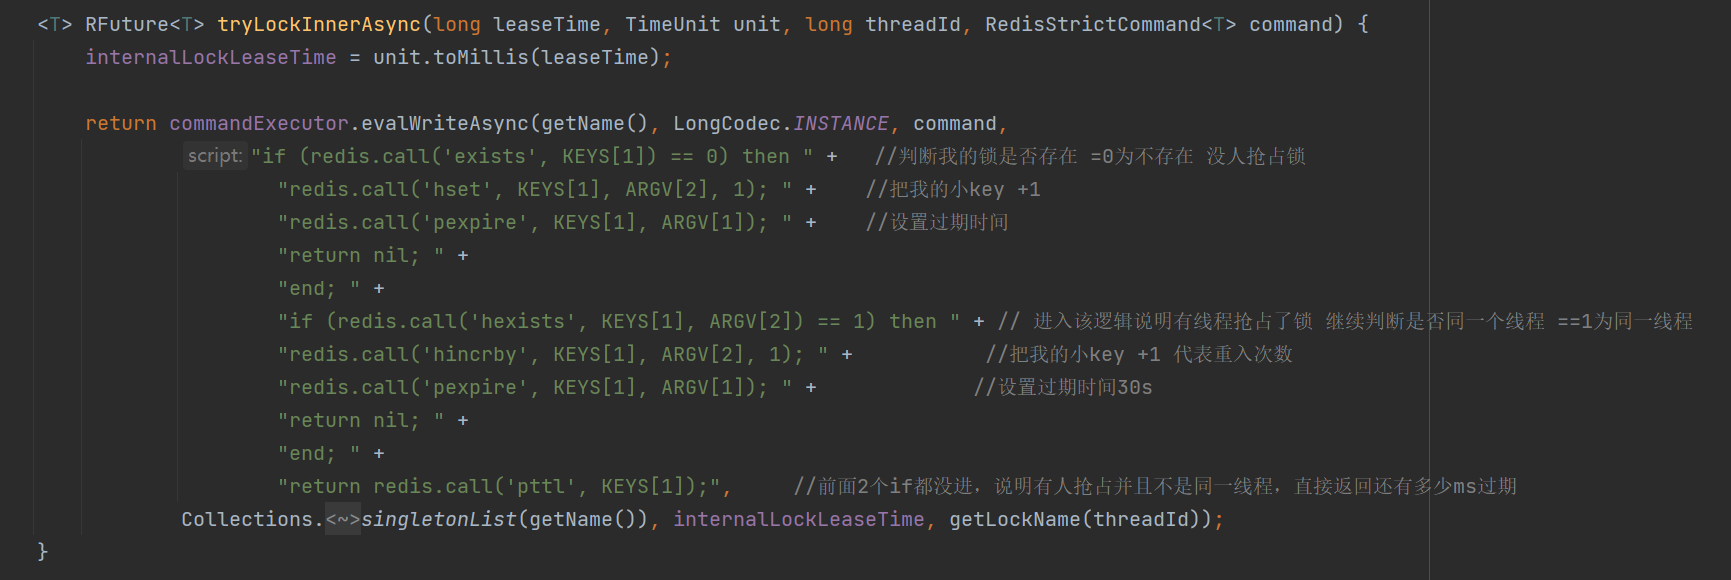 <T> RFuture<T> tryLockInnerAsync(long leaseTime, TimeUnit unit, long threadId, RedisStrictCommand<T> command) {
internalLockLeaseTime = unit.toMillis(leaseTime);
return commandExecutor.evalWriteAsync(getName(), LongCodec.INSTANCE, command,
script: "if (redis.call('exists', KEYS[1]) == 0) then " + //判断我的锁是否存在 =0为不存在 没人抢占锁
"redis.call('hset', KEYS[1], ARGV[2], 1); " + //把我的小key +1
"redis.call('pexpire', KEYS[1], ARGV[1]); " + //设置过期时间
"return nil; " +
"end; " +
"if (redis.call('hexists', KEYS[1], ARGV[2]) == 1) then " + // 进入该逻辑说明有线程抢占了锁 继续判断是否同一个线程 ==1为同一线程
"redis.call('hincrby', KEYS[1], ARGV[2], 1); " + //把我的小key +1 代表重入次数
"redis.call('pexpire', KEYS[1], ARGV[1]); " + //设置过期时间30s
"return nil; " +
"end; " +
"return redis.call('pttl', KEYS[1]);", //前面2个if都没进，说明有人抢占并且不是同一线程，直接返回还有多少ms过期
Collections.<~>singletonList(getName()), internalLockLeaseTime, getLockName(threadId));
}